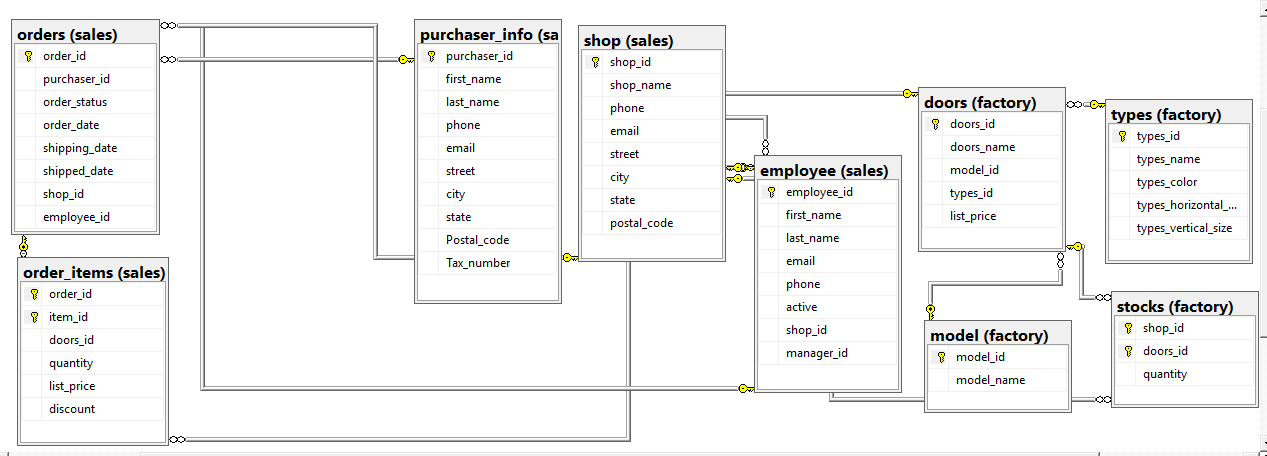 orders (sales)
order_id
purchaser_id
order_status
order_date
shipping_date
shipped_date
shop_id
employee_id
order_items (sales)
order_id
item_id
doors_id
quantity
list_price
discount
purchaser_info (sa
purchaser_id
first_name
last_name
phone
email
street
city
state
Postal_code
Tax_number
shop (sales)
shop_id
shop_name
phone
email
street
city
state
postal_code
employee (sales)
employee_id
first_name
last_name
email
phone
active
shop_id
manager_id
doors (factory)
doors_id
doors_name
model_id
types_id
list_price
model (factory)
model_id
model_name
types (factory)
types_id
types_name
types_color
types_horizontal_...
types_vertical_size
stocks (factory)
shop_id
doors_id
quantity